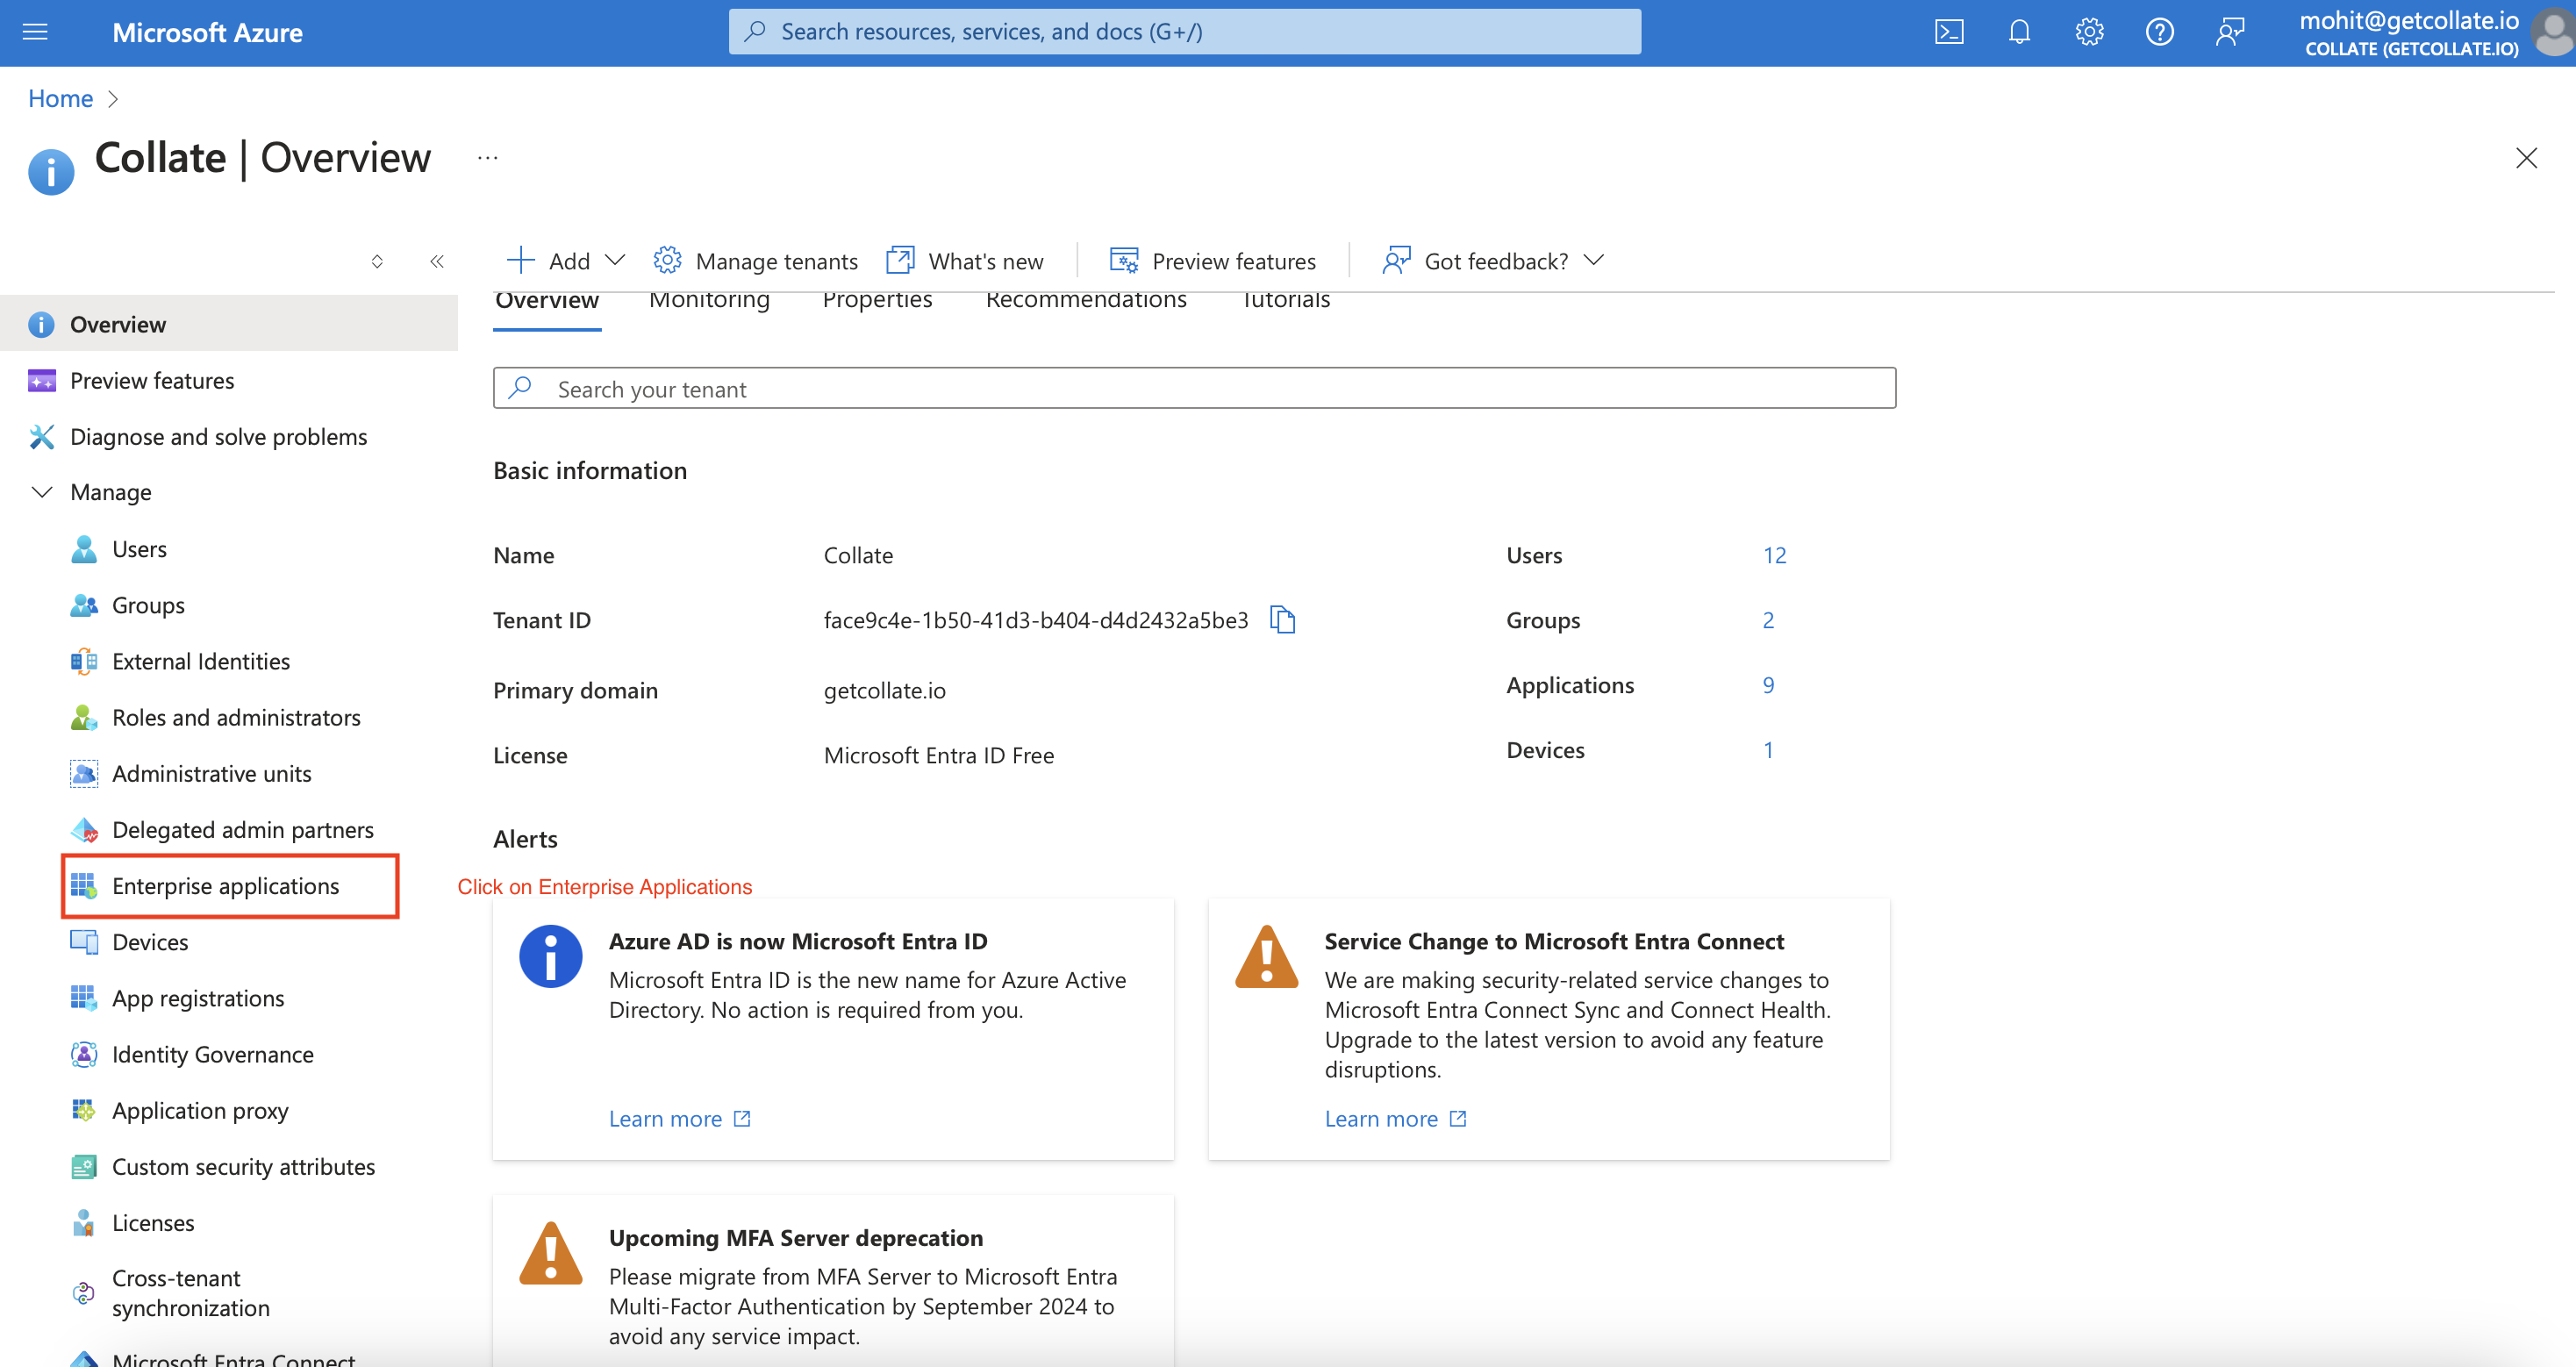 Microsoft Azure
Search resources, services, and docs (G+/)
mohit@getcollate.io
COLLATE (GETCOLLATE.IO)
Home
Collate | Overview
...
Add
Manage tenants
What's new
Preview features
Got feedback?
Overview
Monitoring
Properties
Recommendations
Tutorials
Overview
Preview features
Diagnose and solve problems
Manage
Users
Groups
External Identities
Roles and administrators
Administrative units
Delegated admin partners
Enterprise applications
Devices
App registrations
Identity Governance
Application proxy
Custom security attributes
Licenses
Cross-tenant
synchronization
Microsoft Entra Connect
Search your tenant
Basic information
Name Collate
Tenant ID face9c4e-1b50-41d3-b404-d4d2432a5be3
Primary domain getcollate.io
License Microsoft Entra ID Free
Users 12
Groups 2
Applications 9
Devices 1
Alerts
Click on Enterprise Applications
Azure AD is now Microsoft Entra ID
Microsoft Entra ID is the new name for Azure Active
Directory. No action is required from you.
Learn more
Service Change to Microsoft Entra Connect
We are making security-related service changes to
Microsoft Entra Connect Sync and Connect Health.
Upgrade to the latest version to avoid any feature
disruptions.
Learn more
Upcoming MFA Server deprecation
Please migrate from MFA Server to Microsoft Entra
Multi-Factor Authentication by September 2024 to
avoid any service impact.